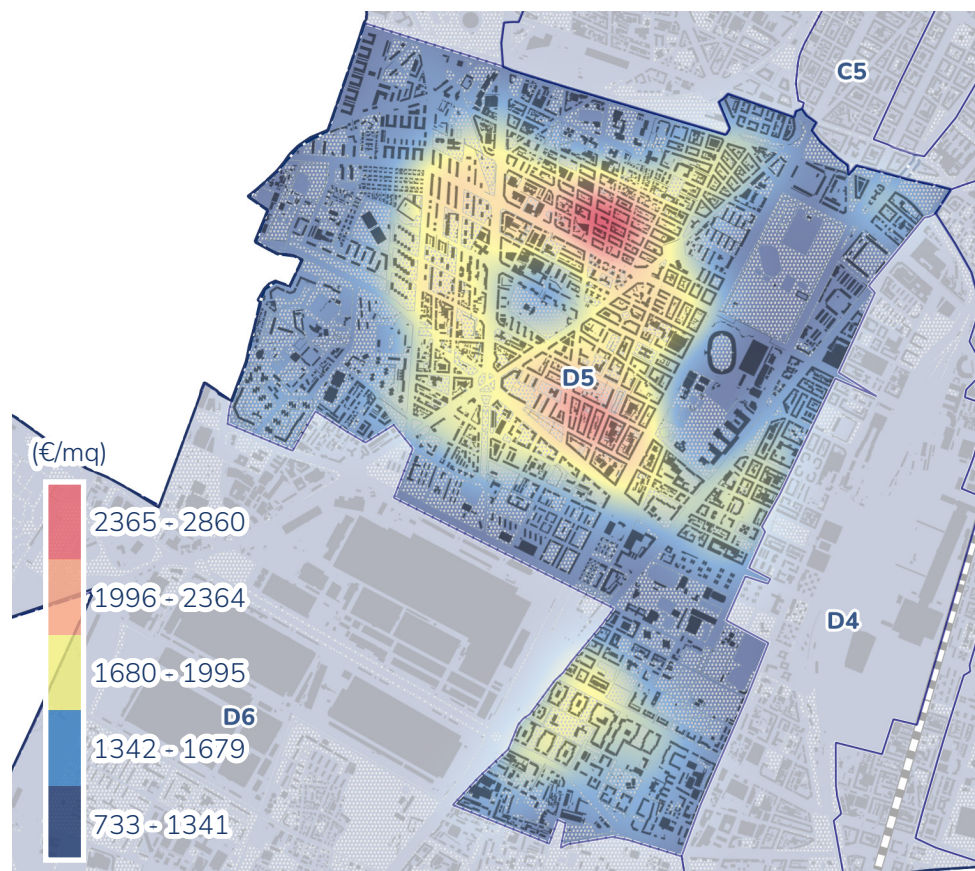 C5
D5
(€/mq)
2365 - 2860
1996 - 2364
1680 - 1995
1342 - 1679
733 - 1341
D4
D6